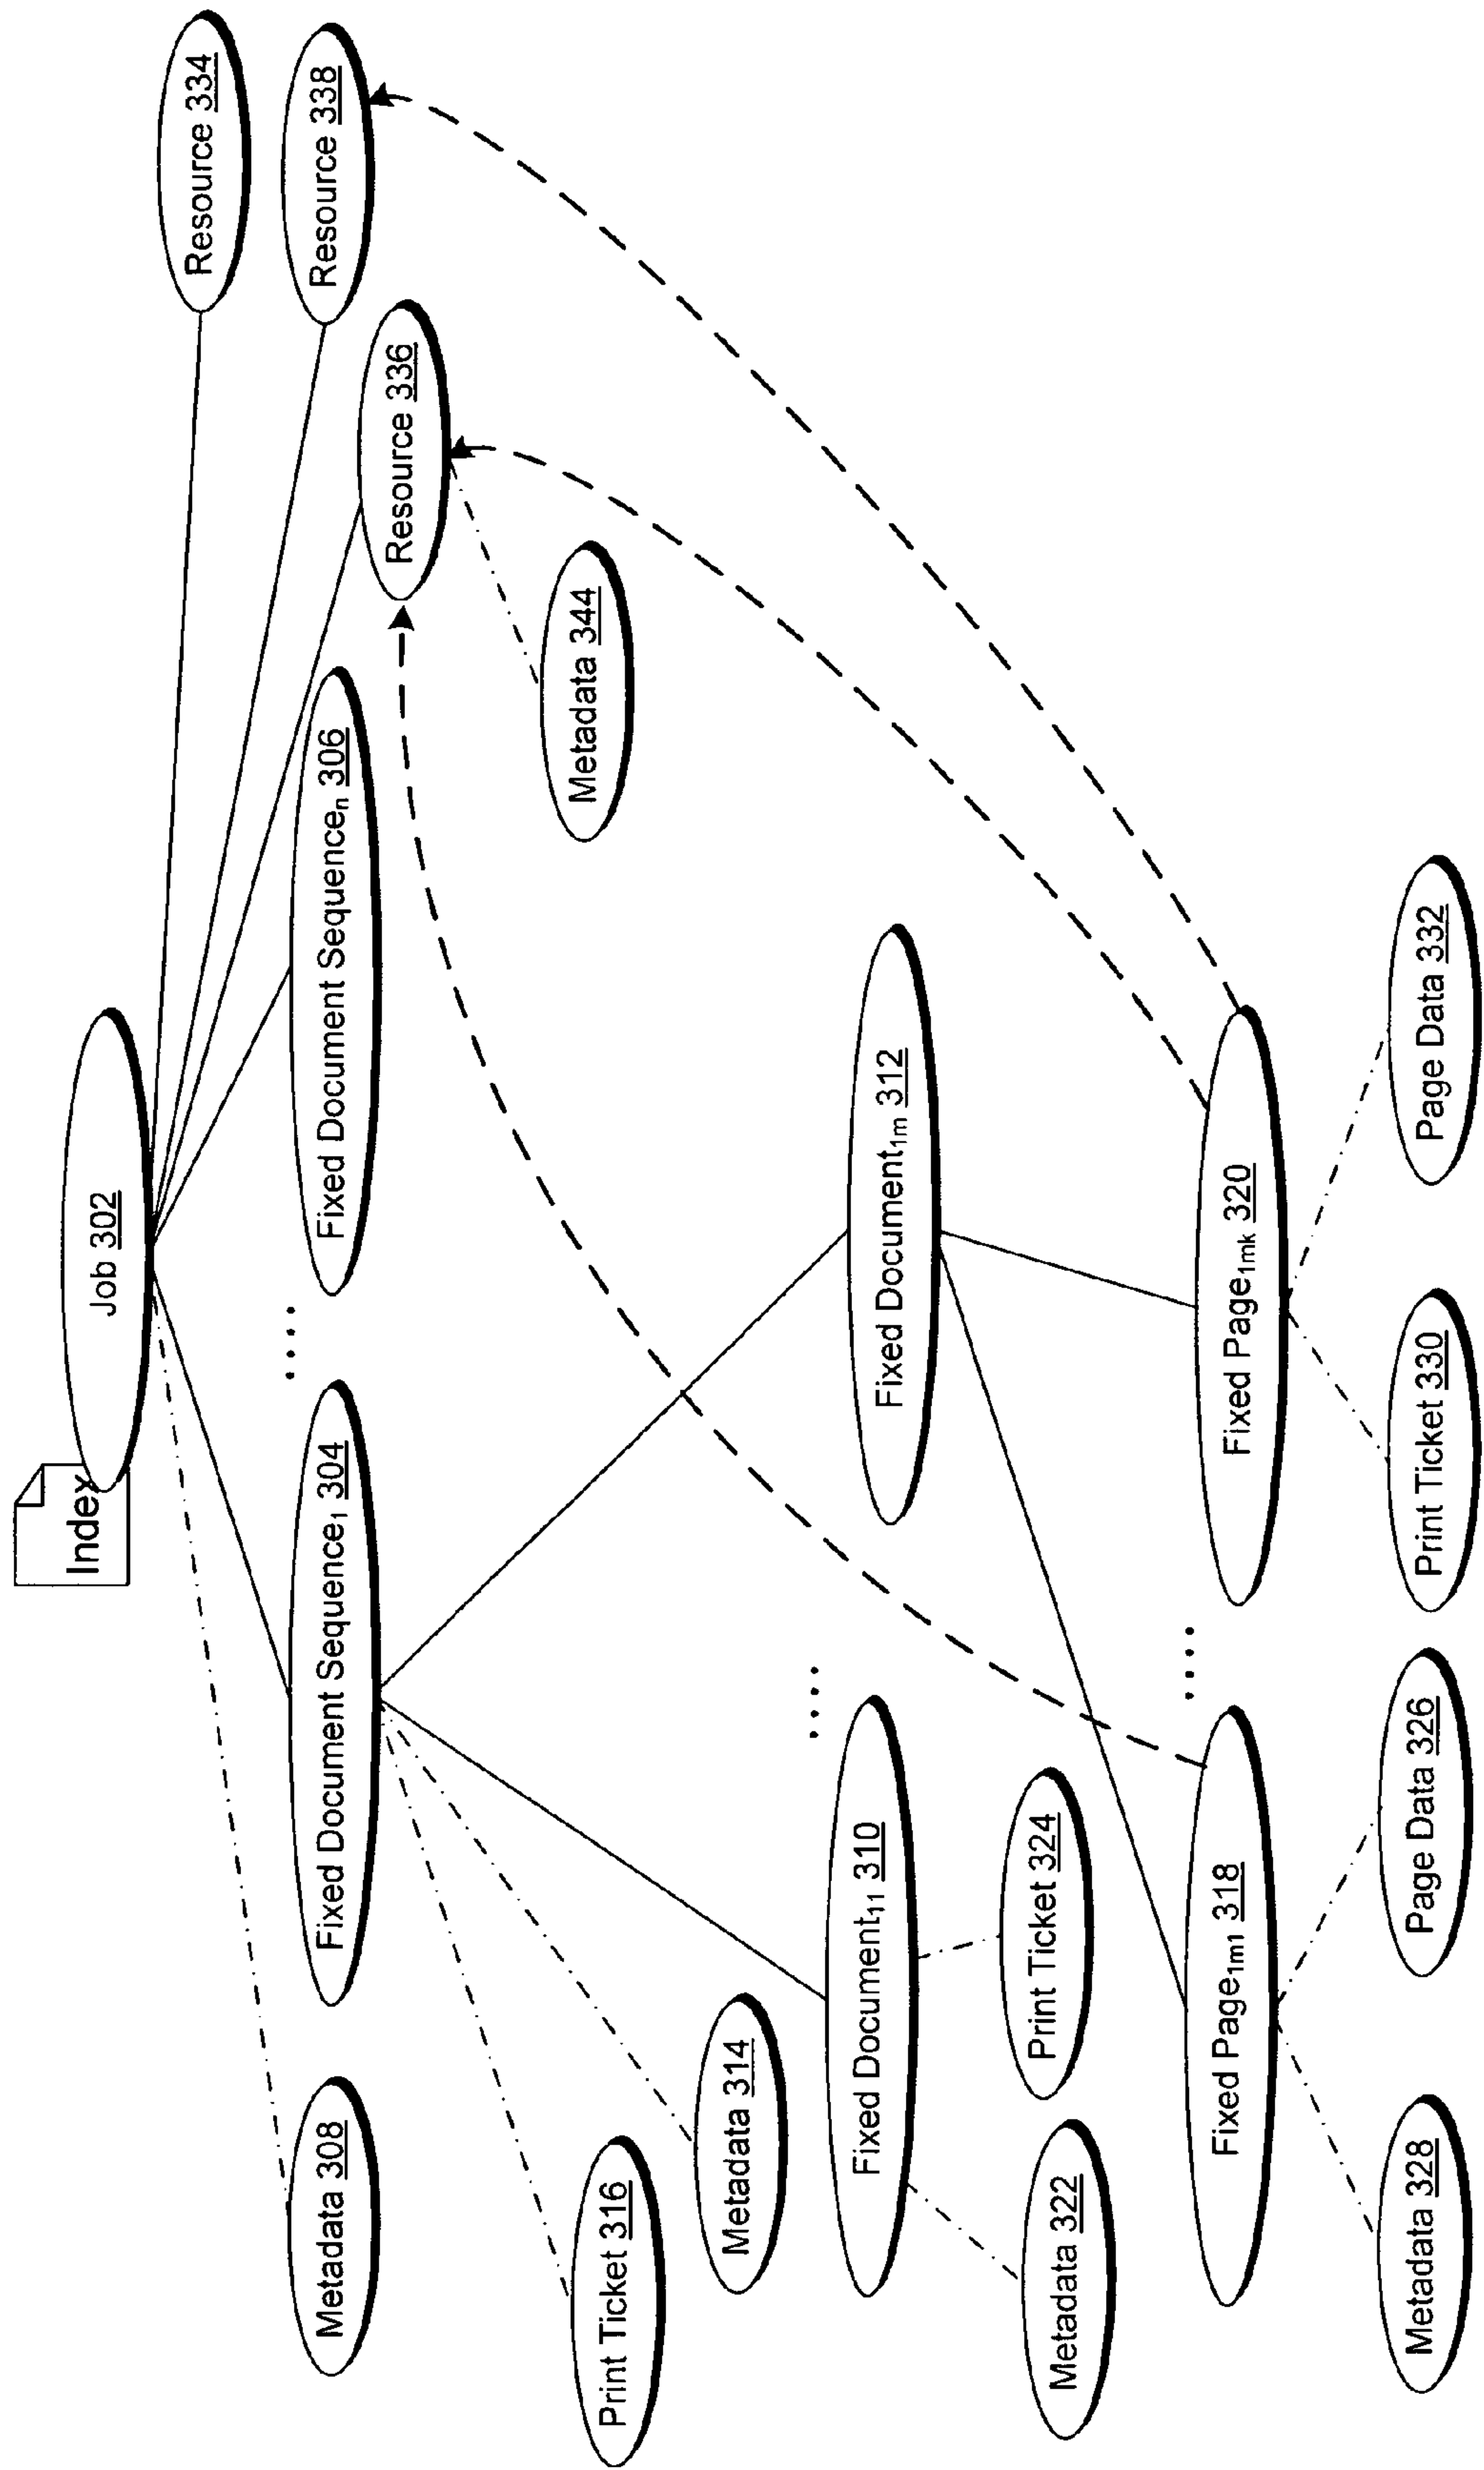 Index
Job 302
Metadata 308
Fixed Document Sequence₁ 304
....
Fixed Document Sequenceₙ 306
Resource 336
Resource 338
Resource 334
Print Ticket 316
Metadata 314
Metadata 344
Fixed Document₁₁ 310
....
Fixed Document₁ₘ 312
Metadata 322
Print Ticket 324
Fixed Page₁ₘ₁ 318
....
Fixed Page₁ₘₖ 320
Metadata 328
Page Data 326
Print Ticket 330
Page Data 332